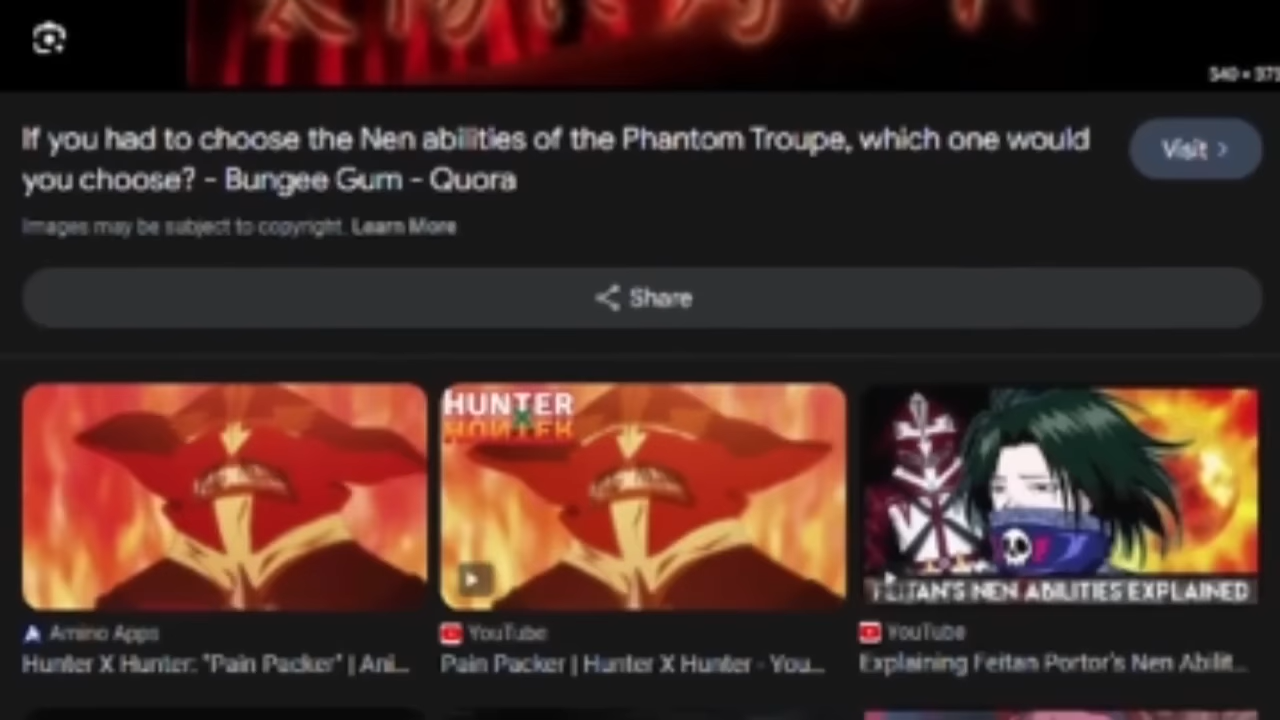 If you had to choose the Nen abilities of the Phantom Troupe, which one would
you choose? - Bungee Gum - Quora
Visit
Images may be subject to copyright. Learn More
Share
HUNTER
HUNTER
FEITAN'S NEN ABILITIES EXPLAINED
Amino Apps
YouTube
YouTube
Hunter X Hunter: "Pain Packer" | Ani...
Pain Packer | Hunter X Hunter - You...
Explaining Feitan Portor's Nen Abilit...